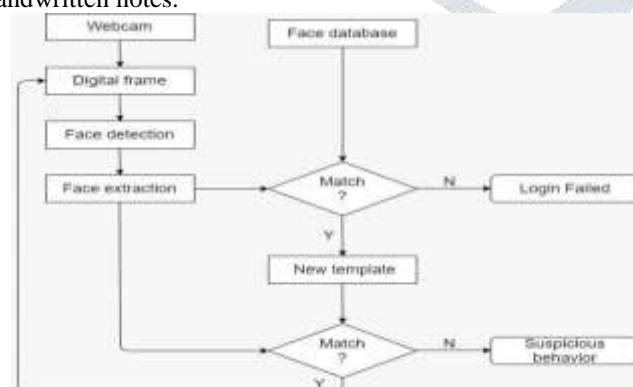 andwritten notes.
Webcam
Face database
Digital frame
Face detection
Face extraction
Match
?
N
Login Failed
Y
New template
Match
?
N
Suspicious
behavior
Y